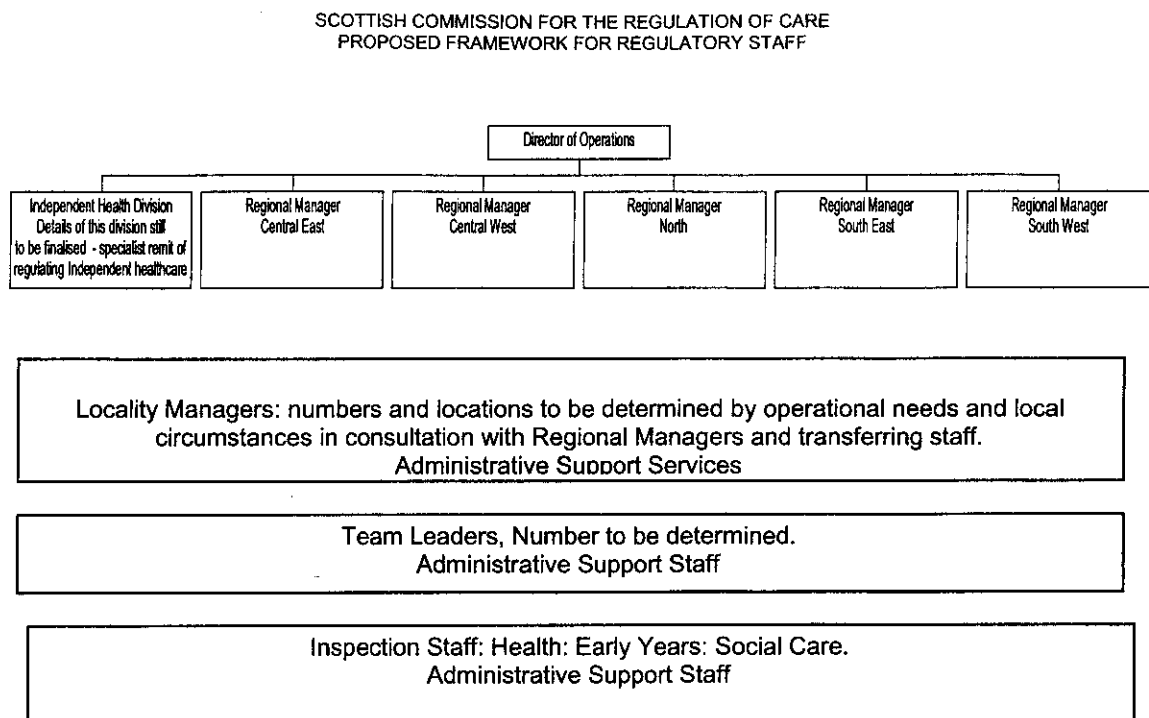 SCOTTISH COMMISSION FOR THE REGULATION OF CARE
PROPOSED FRAMEWORK FOR REGULATORY STAFF
Director of Operations
Independent Health Division
Details of this division still
to be finalised - specialist remit of
regulating Independent healthcare
Regional Manager
Central East
Regional Manager
Central West
Regional Manager
North
Regional Manager
South East
Regional Manager
South West
Locality Managers: numbers and locations to be determined by operational needs and local
circumstances in consultation with Regional Managers and transferring staff.
Administrative Support Services
Team Leaders, Number to be determined.
Administrative Support Staff
Inspection Staff: Health: Early Years: Social Care.
Administrative Support Staff